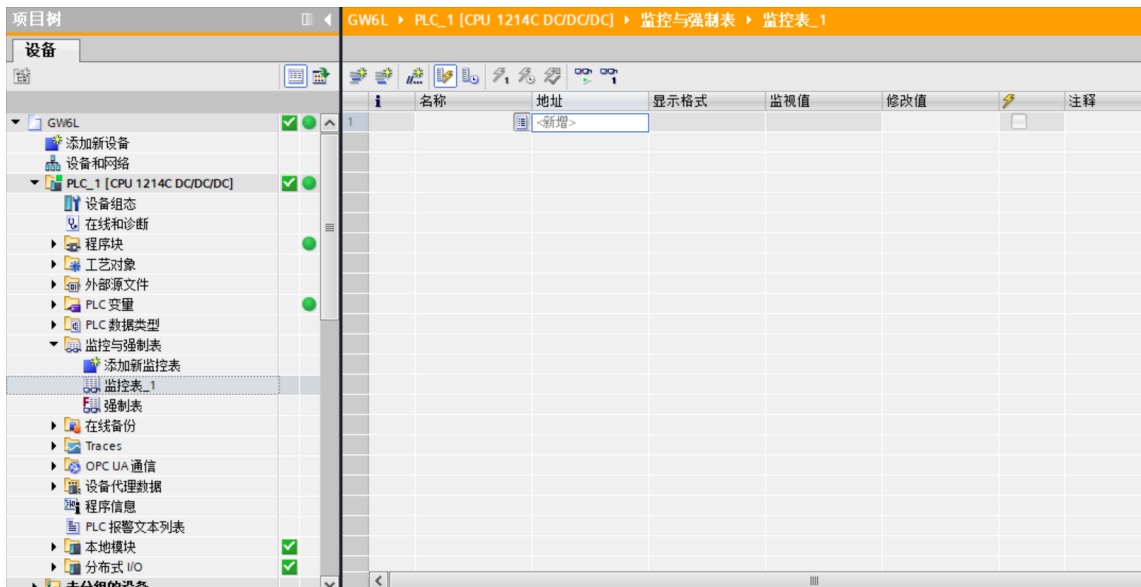 项目树
GW6L ▸ PLC_1 [CPU 1214C DC/DC/DC] ▸ 监控与强制表 ▸ 监控表_1
设备
i 名称 地址 显示格式 监视值 修改值 注释
1 <新增>
GW6L
添加新设备
设备和网络
PLC_1 [CPU 1214C DC/DC/DC]
设备组态
在线和诊断
程序块
工艺对象
外部源文件
PLC 变量
PLC 数据类型
监控与强制表
添加新监控表
监控表_1
强制表
在线备份
Traces
OPC UA 通信
设备代理数据
程序信息
PLC 报警文本列表
本地模块
分布式 I/O
未分组的设备